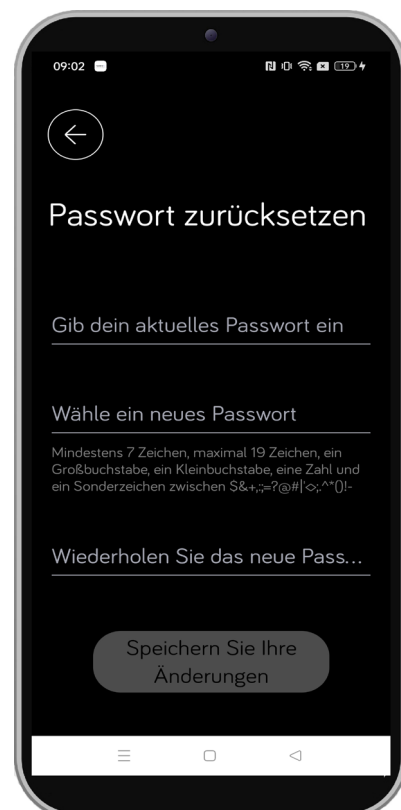 09:02
19
Passwort zurücksetzen
Gib dein aktuelles Passwort ein
Wähle ein neues Passwort
Mindestens 7 Zeichen, maximal 19 Zeichen, ein
Großbuchstabe, ein Kleinbuchstabe, eine Zahl und
ein Sonderzeichen zwischen $&+,:;=?@#|'<>;.^*()!-
Wiederholen Sie das neue Pass...
Speichern Sie Ihre
Änderungen